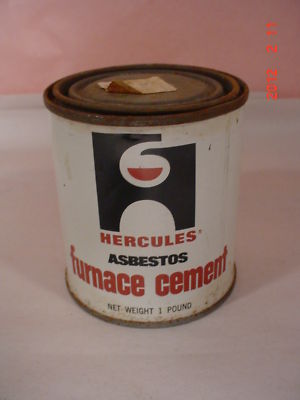 HERCULES®
ASBESTOS
furnace cement
NET WEIGHT 1 POUND